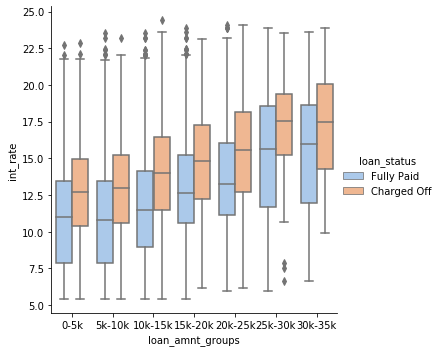 25.0
22.5
20.0
17.5
15.0
12.5
10.0
7.5
5.0
int_rate
0-5k 5k-10k 10k-15k 15k-20k 20k-25k 25k-30k 30k-35k
loan_amnt_groups
loan_status
Fully Paid
Charged Off